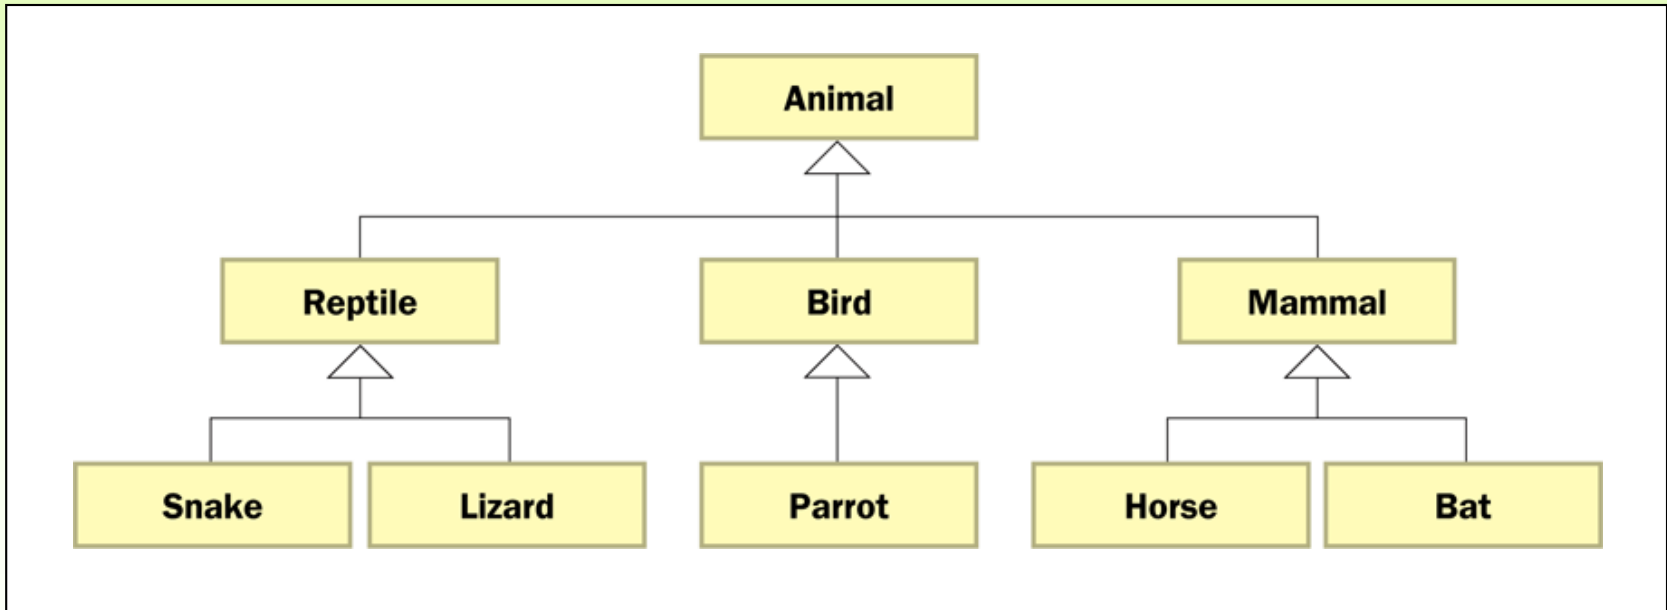 Animal
Reptile
Bird
Mammal
Snake
Lizard
Parrot
Horse
Bat